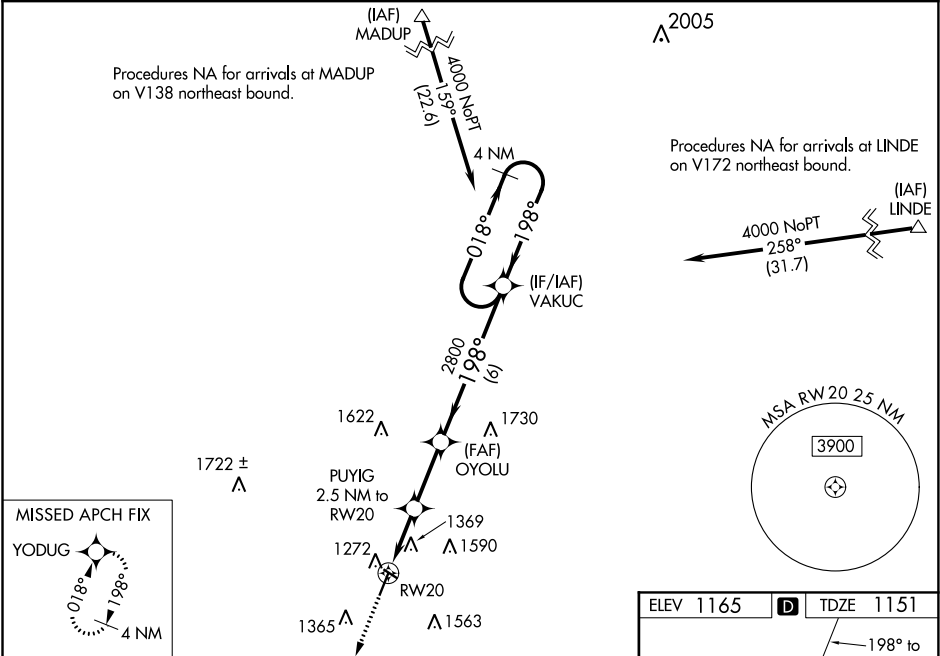 (IAF)
MADUP
2005
Procedures NA for arrivals at MADUP
on V138 northeast bound.
4000 NoPT
159°
(22.6)
4 NM
Procedures NA for arrivals at LINDE
on V172 northeast bound.
(IAF)
LINDE
4000 NoPT
258°
(31.7)
018°
198°
(IF/IAF)
VAKUC
2800
198°
(6)
MSA RW20 25 NM
3900
1622
1730
(FAF)
OYOLU
1722 ±
PUYIG
2.5 NM to
RW20
1369
1272
1590
RW20
1365
1563
MISSED APCH FIX
YODUG
018°
198°
4 NM
ELEV 1165 D TDZE 1151
198° to